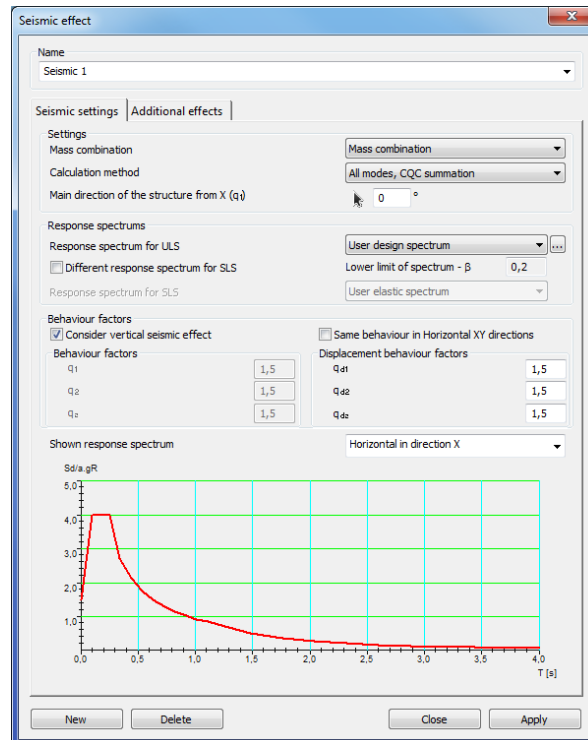 Seismic effect
Name
Seismic 1
Seismic settings Additional effects
Settings
Mass combination Mass combination
Calculation method All modes, CQC summation
Main direction of the structure from X (q1) 0 °
Response spectrums
Response spectrum for ULS User design spectrum ...
Different response spectrum for SLS Lower limit of spectrum - β 0,2
Response spectrum for SLS User elastic spectrum
Behaviour factors
Consider vertical seismic effect Same behaviour in Horizontal XY directions
Behaviour factors Displacement behaviour factors
q1 1,5 qd1 1,5
q2 1,5 qd2 1,5
qz 1,5 qdz 1,5
Shown response spectrum Horizontal in direction X
Sd/a.gR
5,0
4,0
3,0
2,0
1,0
0,0 0,5 1,0 1,5 2,0 2,5 3,0 3,5 4,0
T [s]
New Delete Close Apply